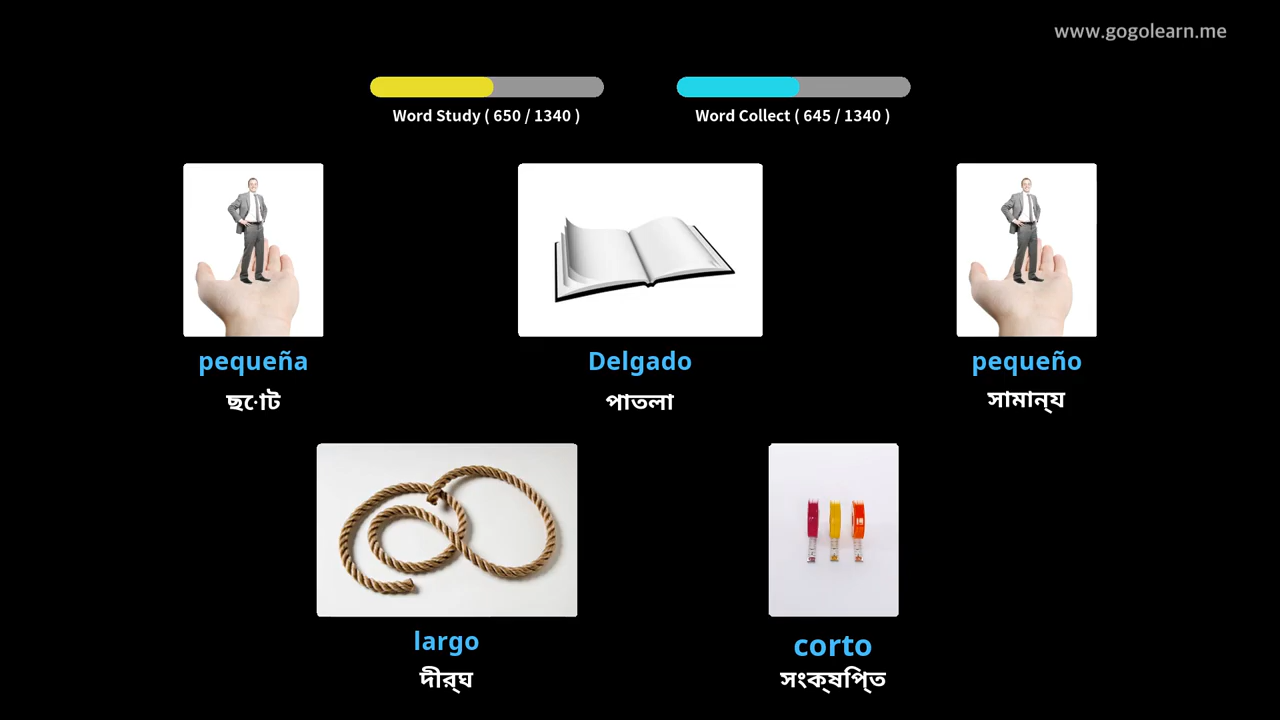 www.gogolearn.me
Word Study ( 650 / 1340 )
Word Collect ( 645 / 1340 )
pequeña
Delgado
pequeño
ছোট
পাতলা
সামান্য
largo
corto
দীর্ঘ
সংক্ষিপ্ত